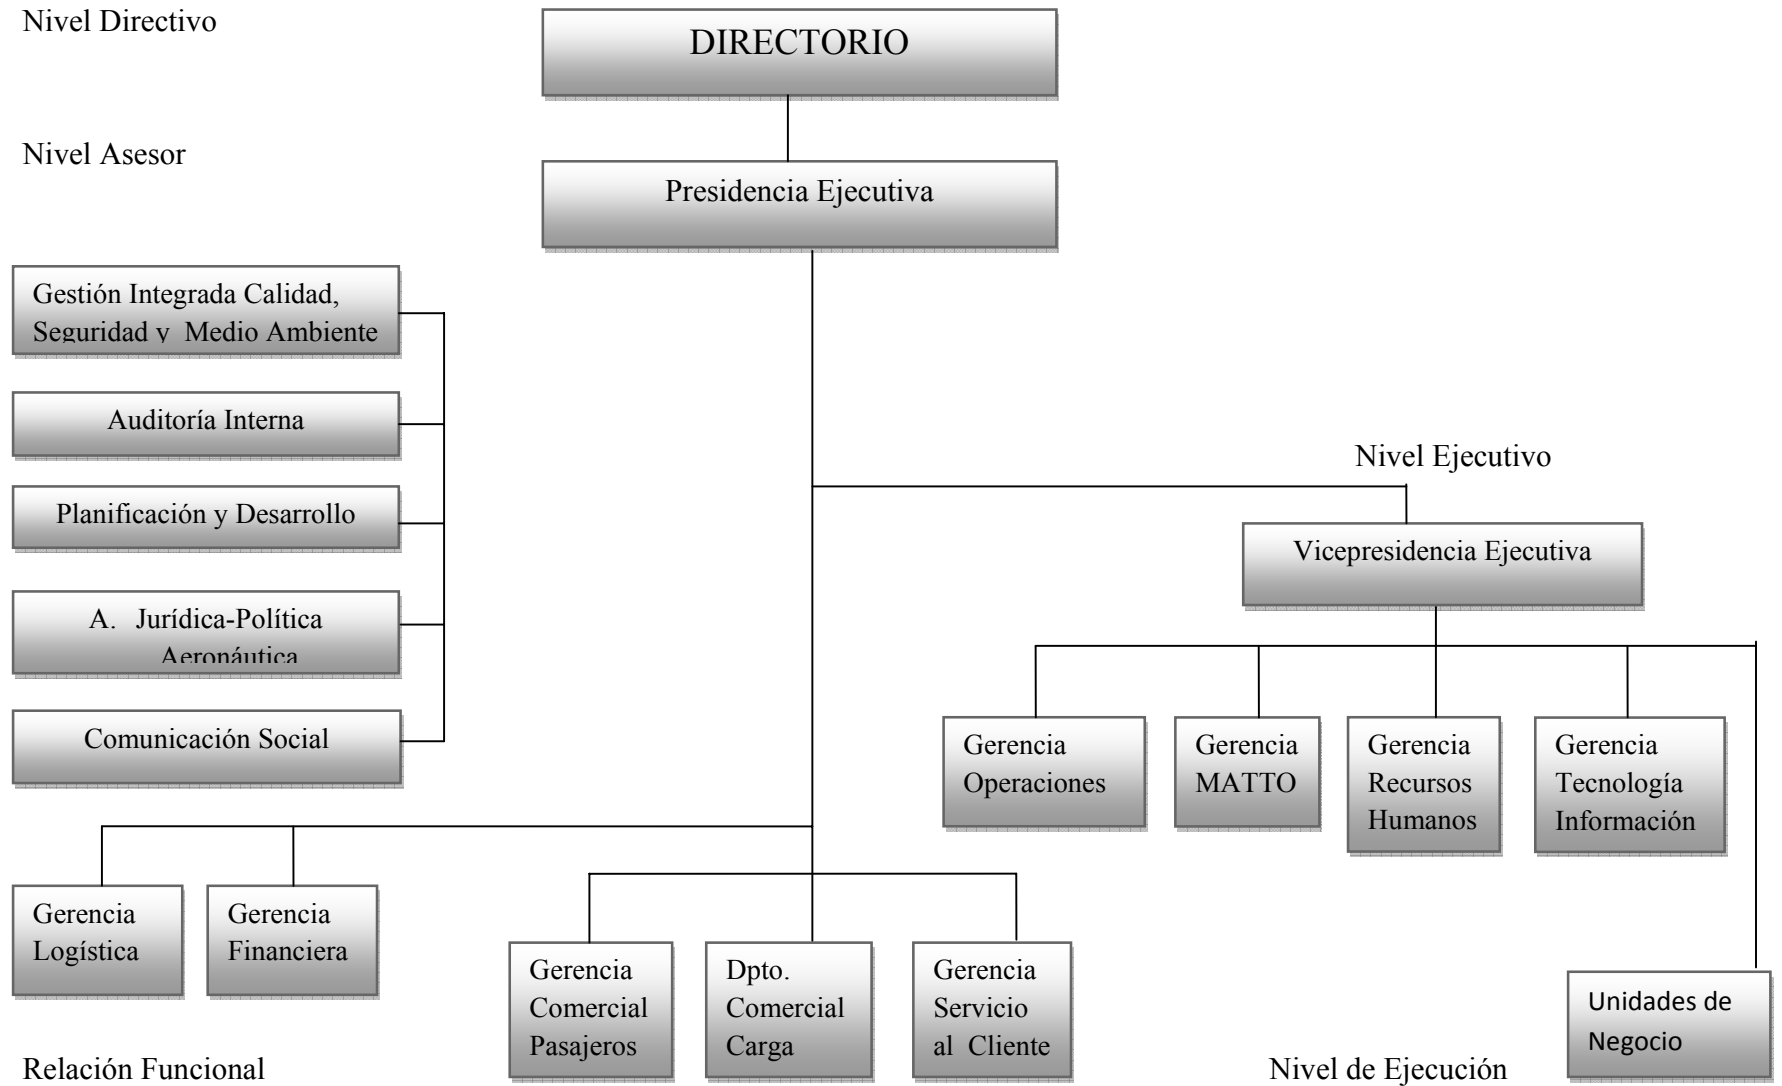 Nivel Directivo
DIRECTORIO
Nivel Asesor
Presidencia Ejecutiva
Gestión Integrada Calidad,
Seguridad y Medio Ambiente
Auditoría Interna
Planificación y Desarrollo
A. Jurídica-Política
Aeronáutica
Comunicación Social
Nivel Ejecutivo
Vicepresidencia Ejecutiva
Gerencia
Operaciones
Gerencia
MATTO
Gerencia
Recursos
Humanos
Gerencia
Tecnología
Información
Gerencia
Logística
Gerencia
Financiera
Gerencia
Comercial
Pasajeros
Dpto.
Comercial
Carga
Gerencia
Servicio
al Cliente
Unidades de
Negocio
Relación Funcional
Nivel de Ejecución